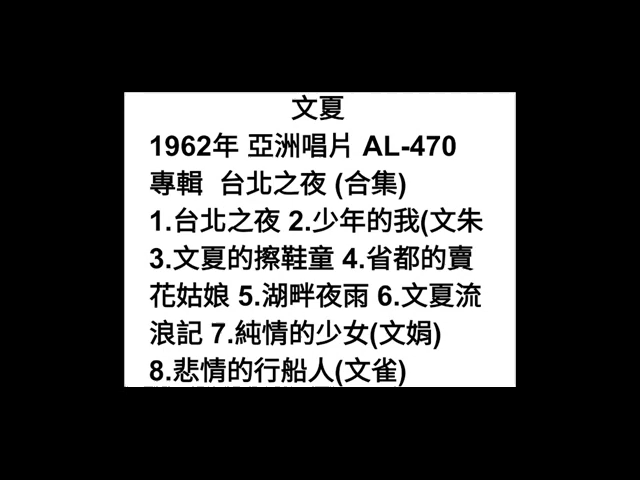 文夏
1962年 亞洲唱片 AL-470
專輯 台北之夜 (合集)
1.台北之夜 2.少年的我(文朱
3.文夏的擦鞋童 4.省都的賣
花姑娘 5.湖畔夜雨 6.文夏流
浪記 7.純情的少女(文娟)
8.悲情的行船人(文雀)